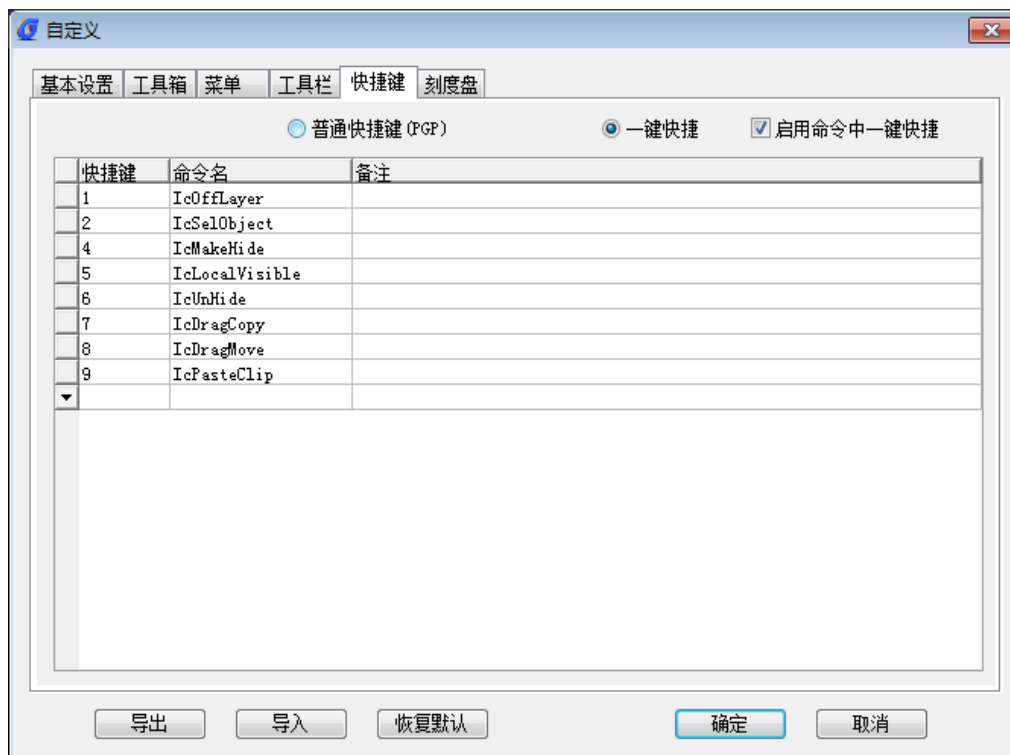 自定义
基本设置 工具箱 菜单 工具栏 快捷键 刻度盘
普通快捷键(PGP) 一键快捷 启用命令中一键快捷
快捷键 命令名 备注
1 IcOffLayer
2 IcSelObject
4 IcMakeHide
5 IcLocalVisible
6 IcUnHide
7 IcDragCopy
8 IcDragMove
9 IcPasteClip
导出 导入 恢复默认 确定 取消